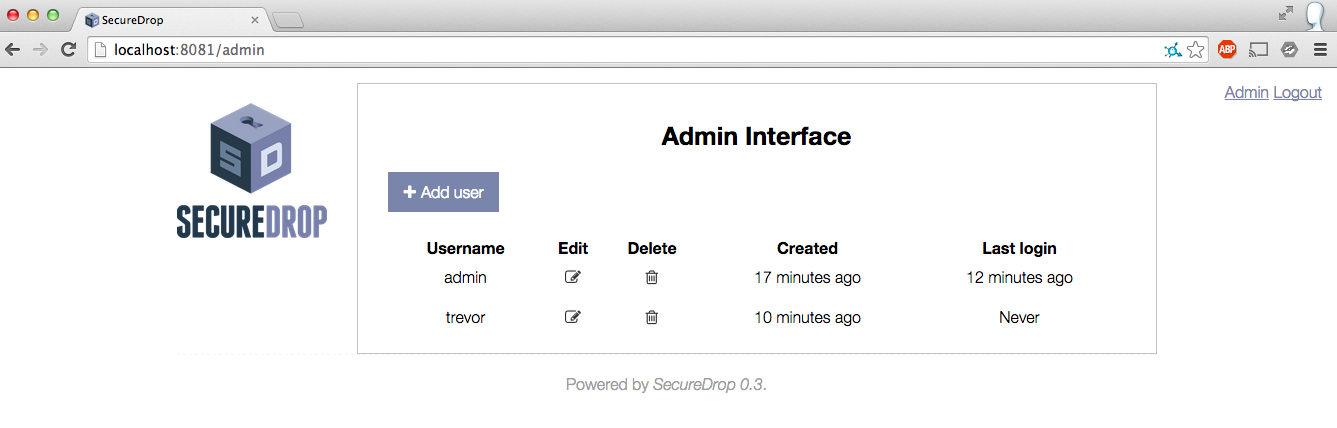 SecureDrop
localhost:8081/admin
ABP
Admin Logout
S D
SECUREDROP
Admin Interface
Add user
Username Edit Delete Created Last login
admin 17 minutes ago 12 minutes ago
trevor 10 minutes ago Never
Powered by SecureDrop 0.3.